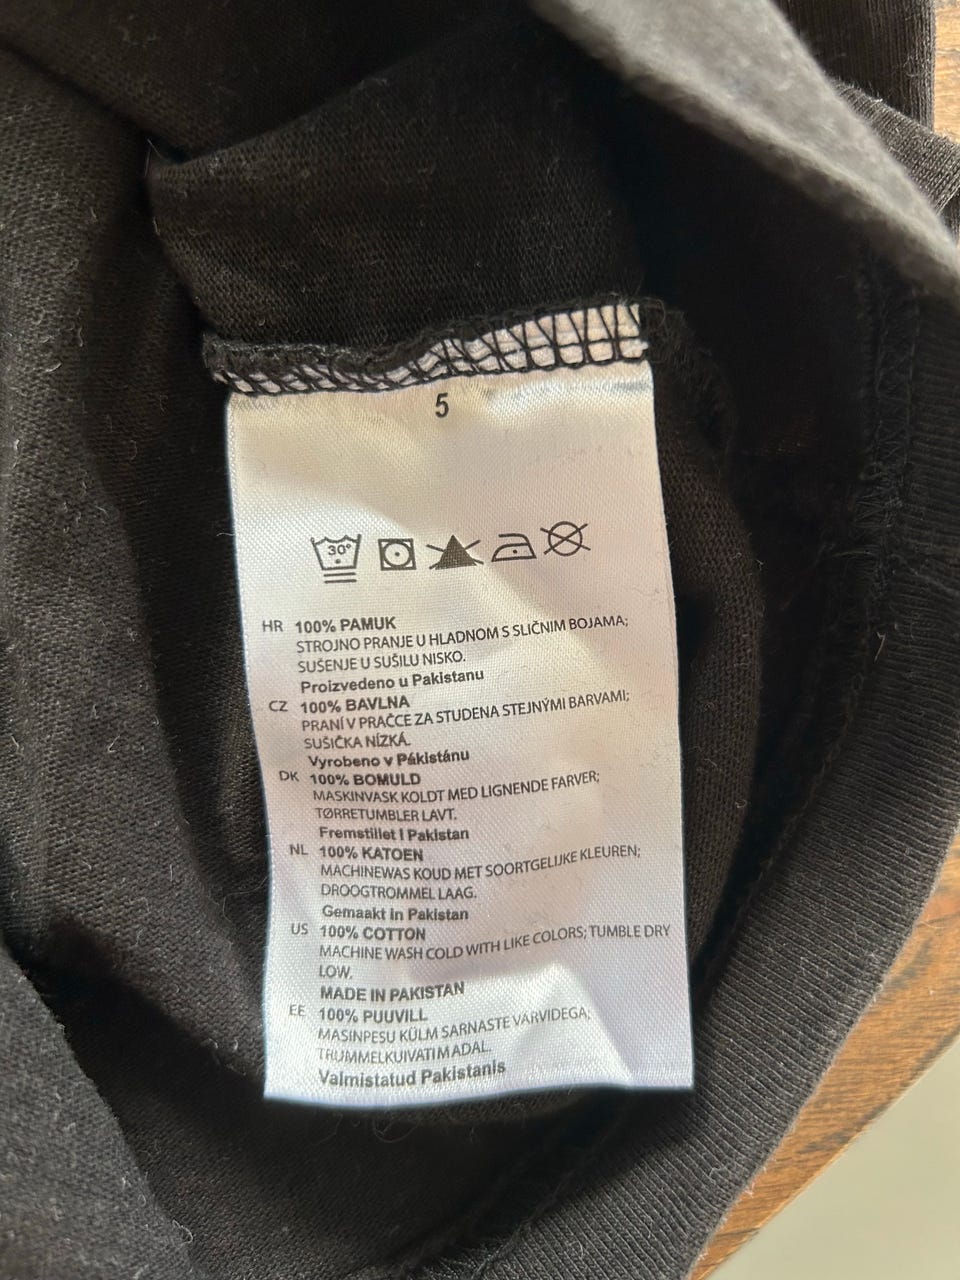 5
30°
HR 100% PAMUK
STROJNO PRANJE U HLADNOM S SLIČNIM BOJAMA;
SUŠENJE U SUŠILU NISKO.
Proizvedeno u Pakistanu
CZ 100% BAVLNA
PRANÍ V PRAČCE ZA STUDENA STEJNÝMI BARVAMI;
SUŠIČKA NÍZKÁ.
Vyrobeno v Pákistánu
DK 100% BOMULD
MASKINVASK KOLDT MED LIGNENDE FARVER;
TØRRETUMBLER LAVT.
Fremstillet I Pakistan
NL 100% KATOEN
MACHINEWAS KOUD MET SOORTGELIJKE KLEUREN;
DROOGTROMMEL LAAG.
Gemaakt in Pakistan
US 100% COTTON
MACHINE WASH COLD WITH LIKE COLORS; TUMBLE DRY
LOW.
MADE IN PAKISTAN
EE 100% PUUVILL
MASINPESU KÜLM SARNASTE VÄRVIDEGA;
TRUMMELKUIVATI MADAL.
Valmistatud Pakistanis